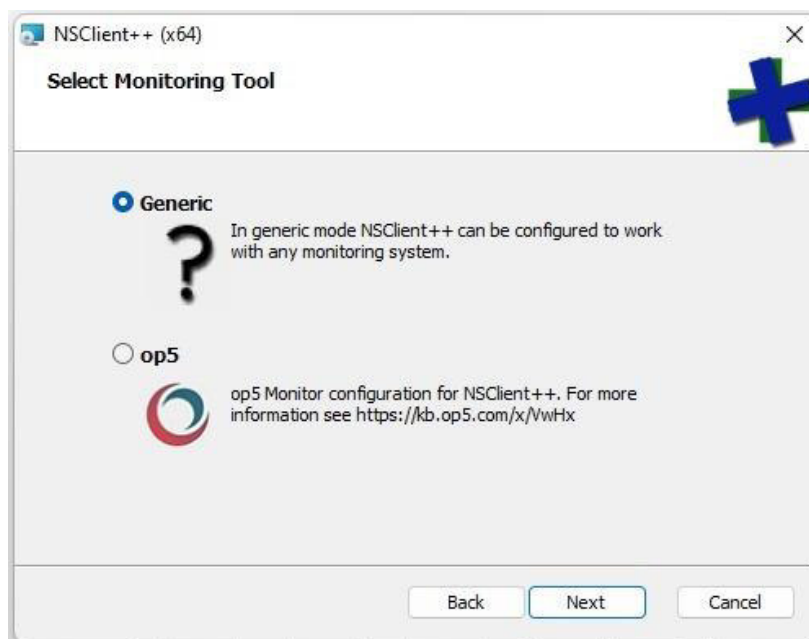 NSClient++ (x64)
Select Monitoring Tool
Generic
In generic mode NSClient++ can be configured to work
with any monitoring system.
op5
op5 Monitor configuration for NSClient++. For more
information see https://kb.op5.com/x/VwHx
Back
Next
Cancel